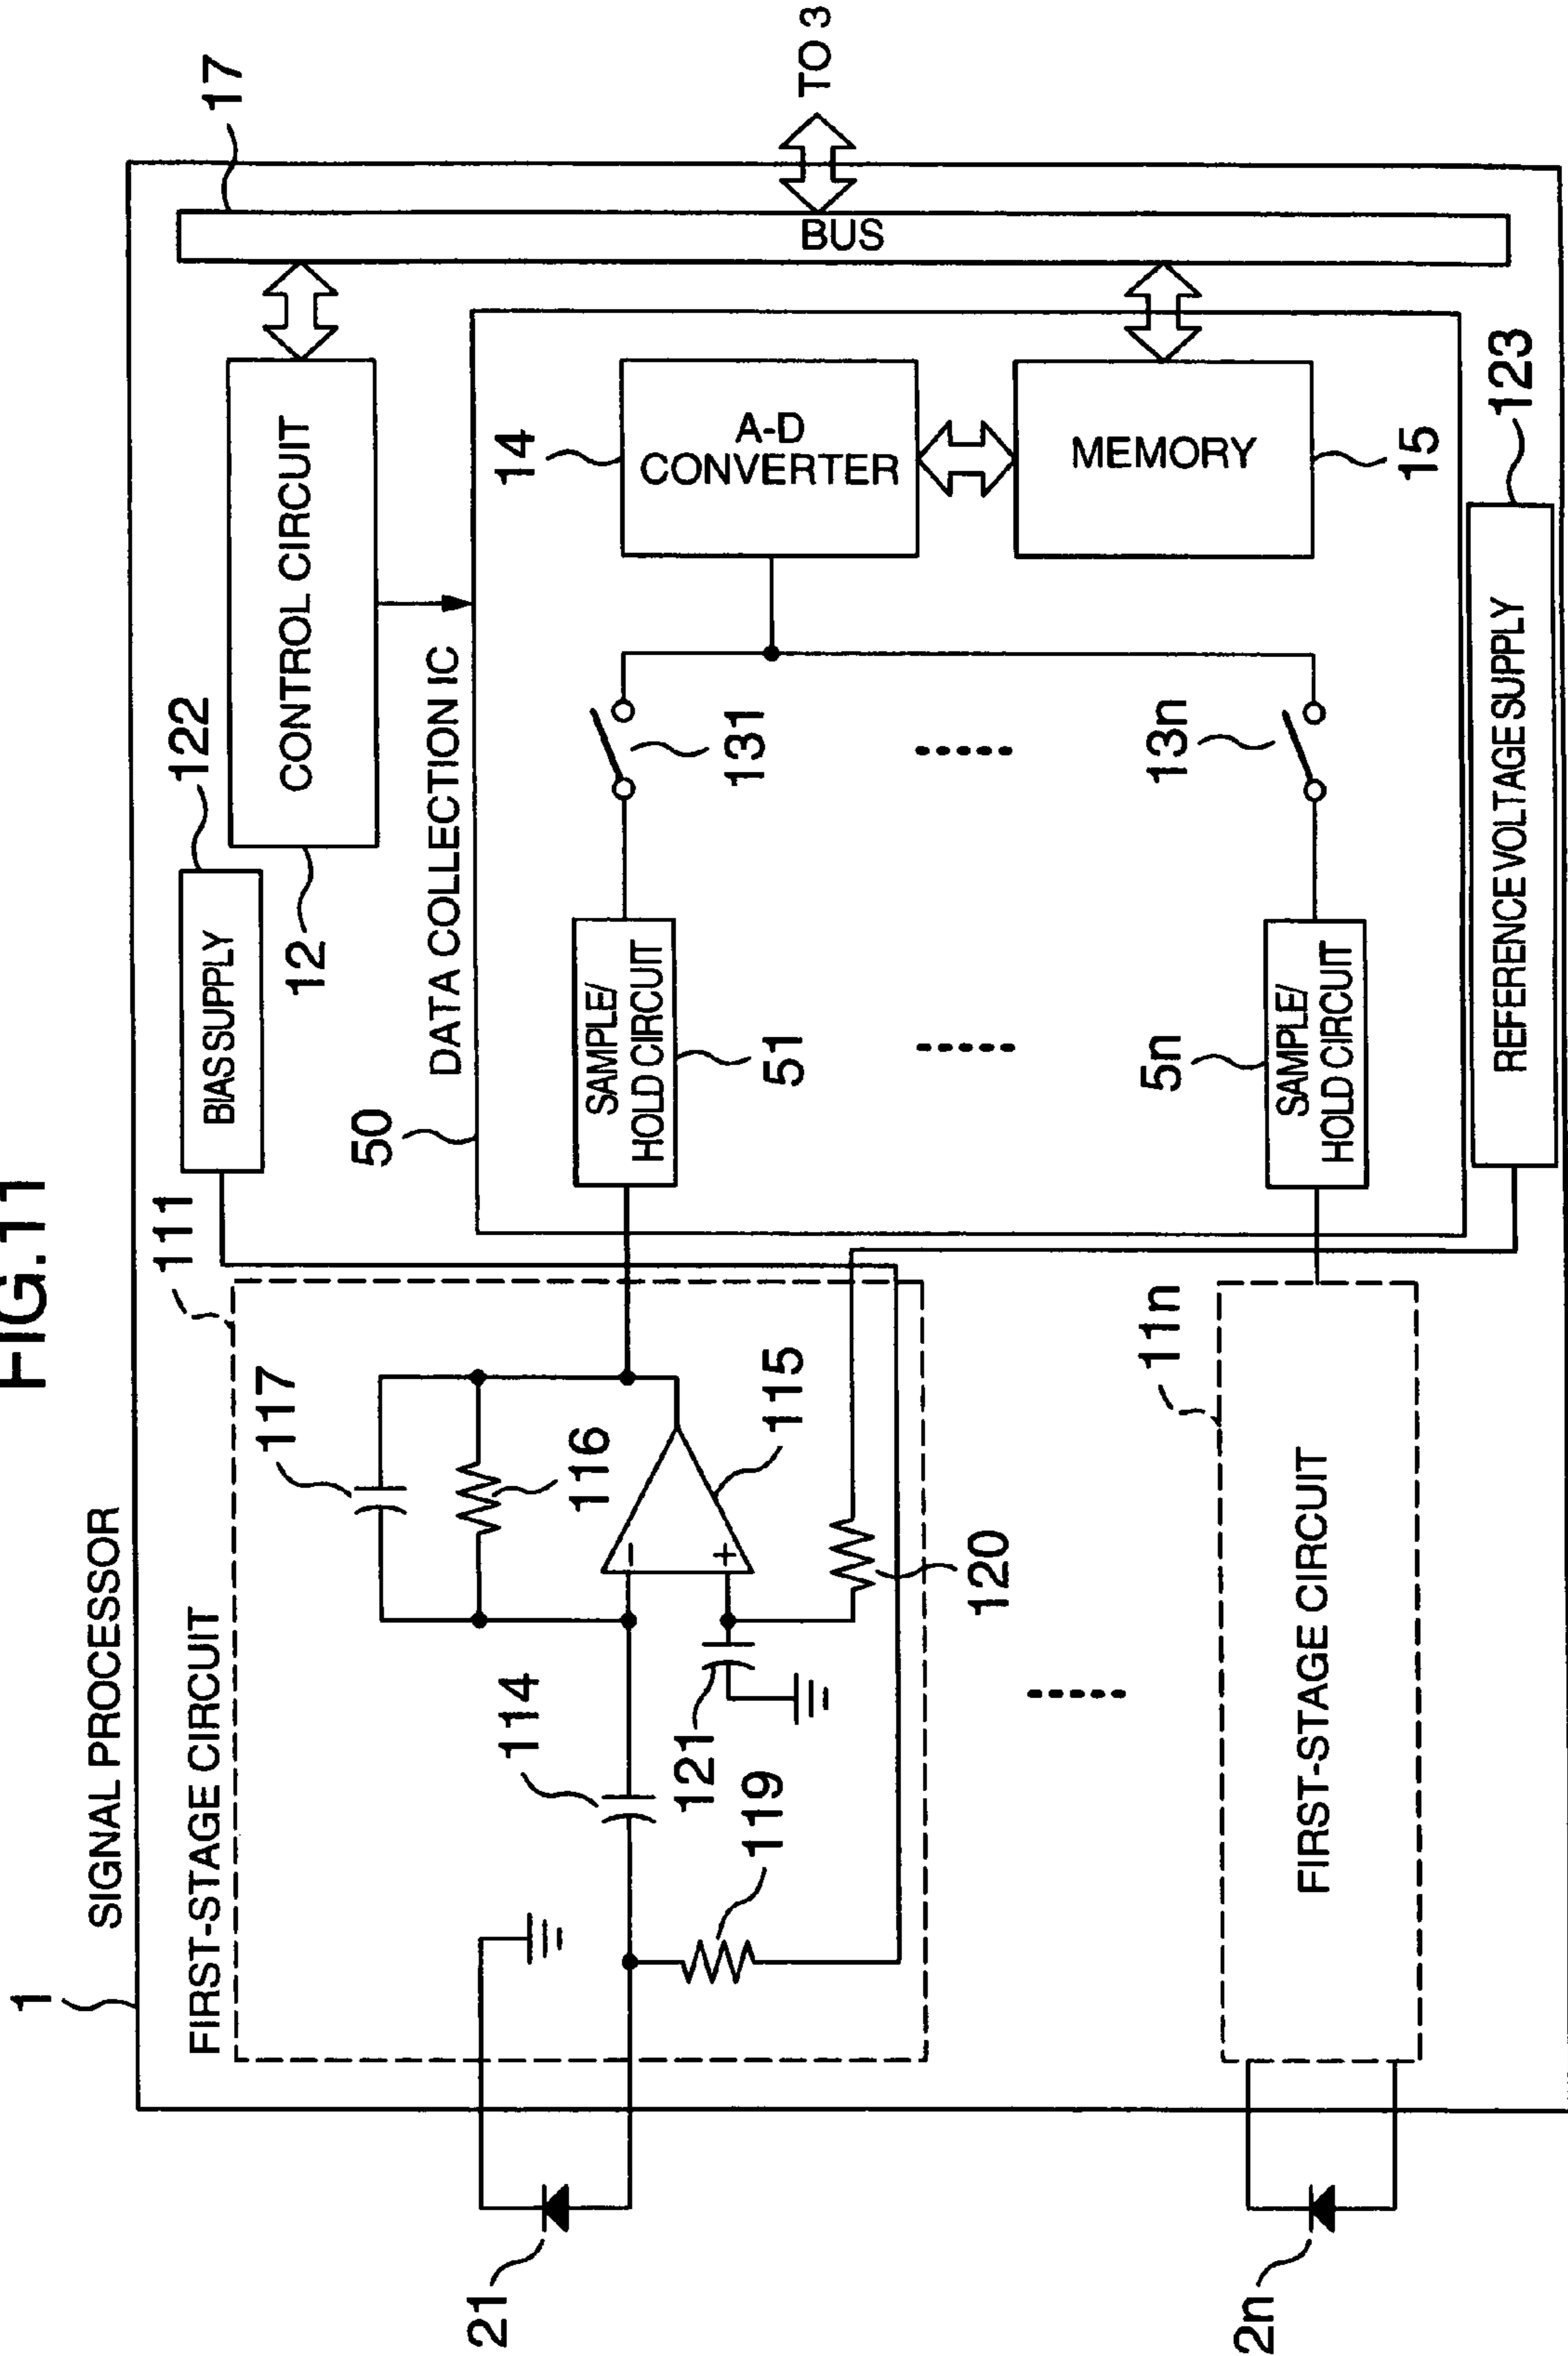 FIG.11
1
SIGNAL PROCESSOR
FIRST-STAGE CIRCUIT
111
BIAS SUPPLY
122
CONTROL CIRCUIT
12
17
BUS
TO 3
117
116
115
114
121
119
120
50
DATA COLLECTION IC
SAMPLE/
HOLD CIRCUIT
51
131
14
A-D
CONVERTER
MEMORY
15
21
−
+
.....
.....
.....
2n
FIRST-STAGE CIRCUIT
11n
SAMPLE/
HOLD CIRCUIT
5n
13n
REFERENCE VOLTAGE SUPPLY
123